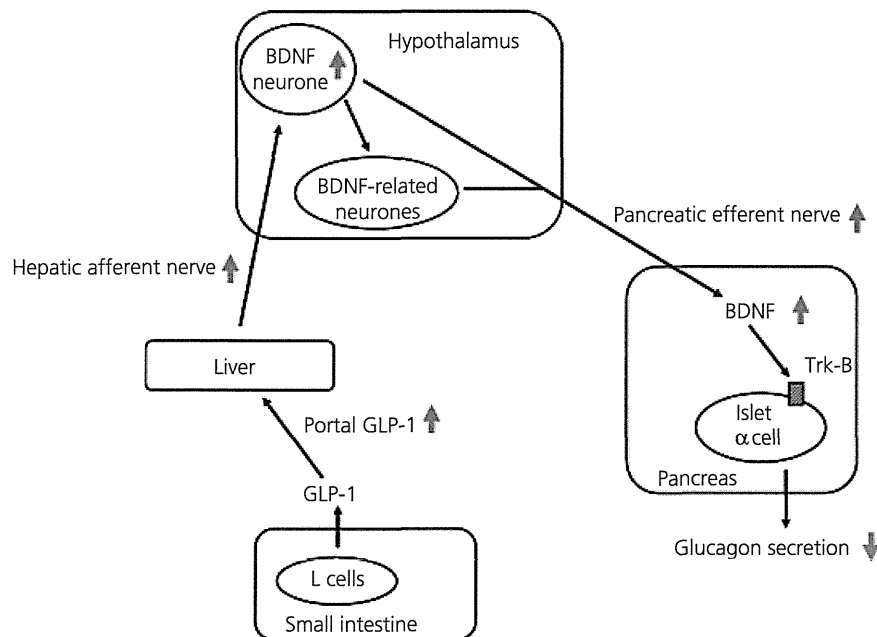 Hypothalamus
BDNF
neurone
BDNF-related
neurones
Pancreatic efferent nerve
Hepatic afferent nerve
BDNF
Trk-B
Liver
Islet
α cell
Portal GLP-1
Pancreas
GLP-1
Glucagon secretion
L cells
Small intestine